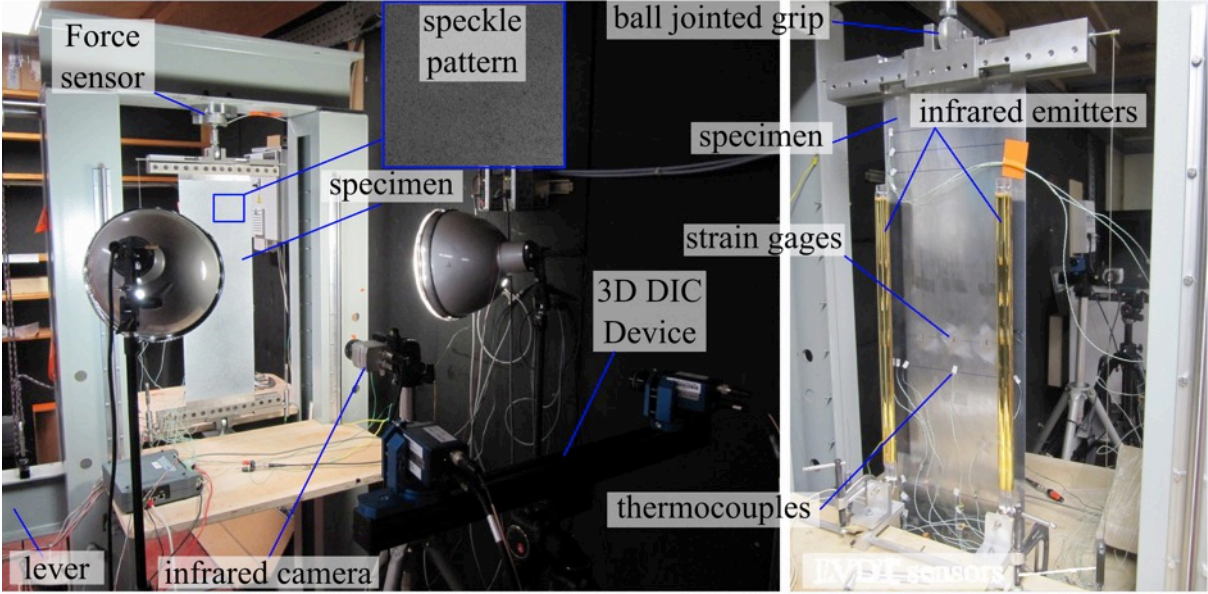 Force
sensor
speckle
pattern
specimen
3D DIC
Device
lever
infrared camera
ball jointed grip
specimen
infrared emitters
strain gages
thermocouples
LVDT sensors